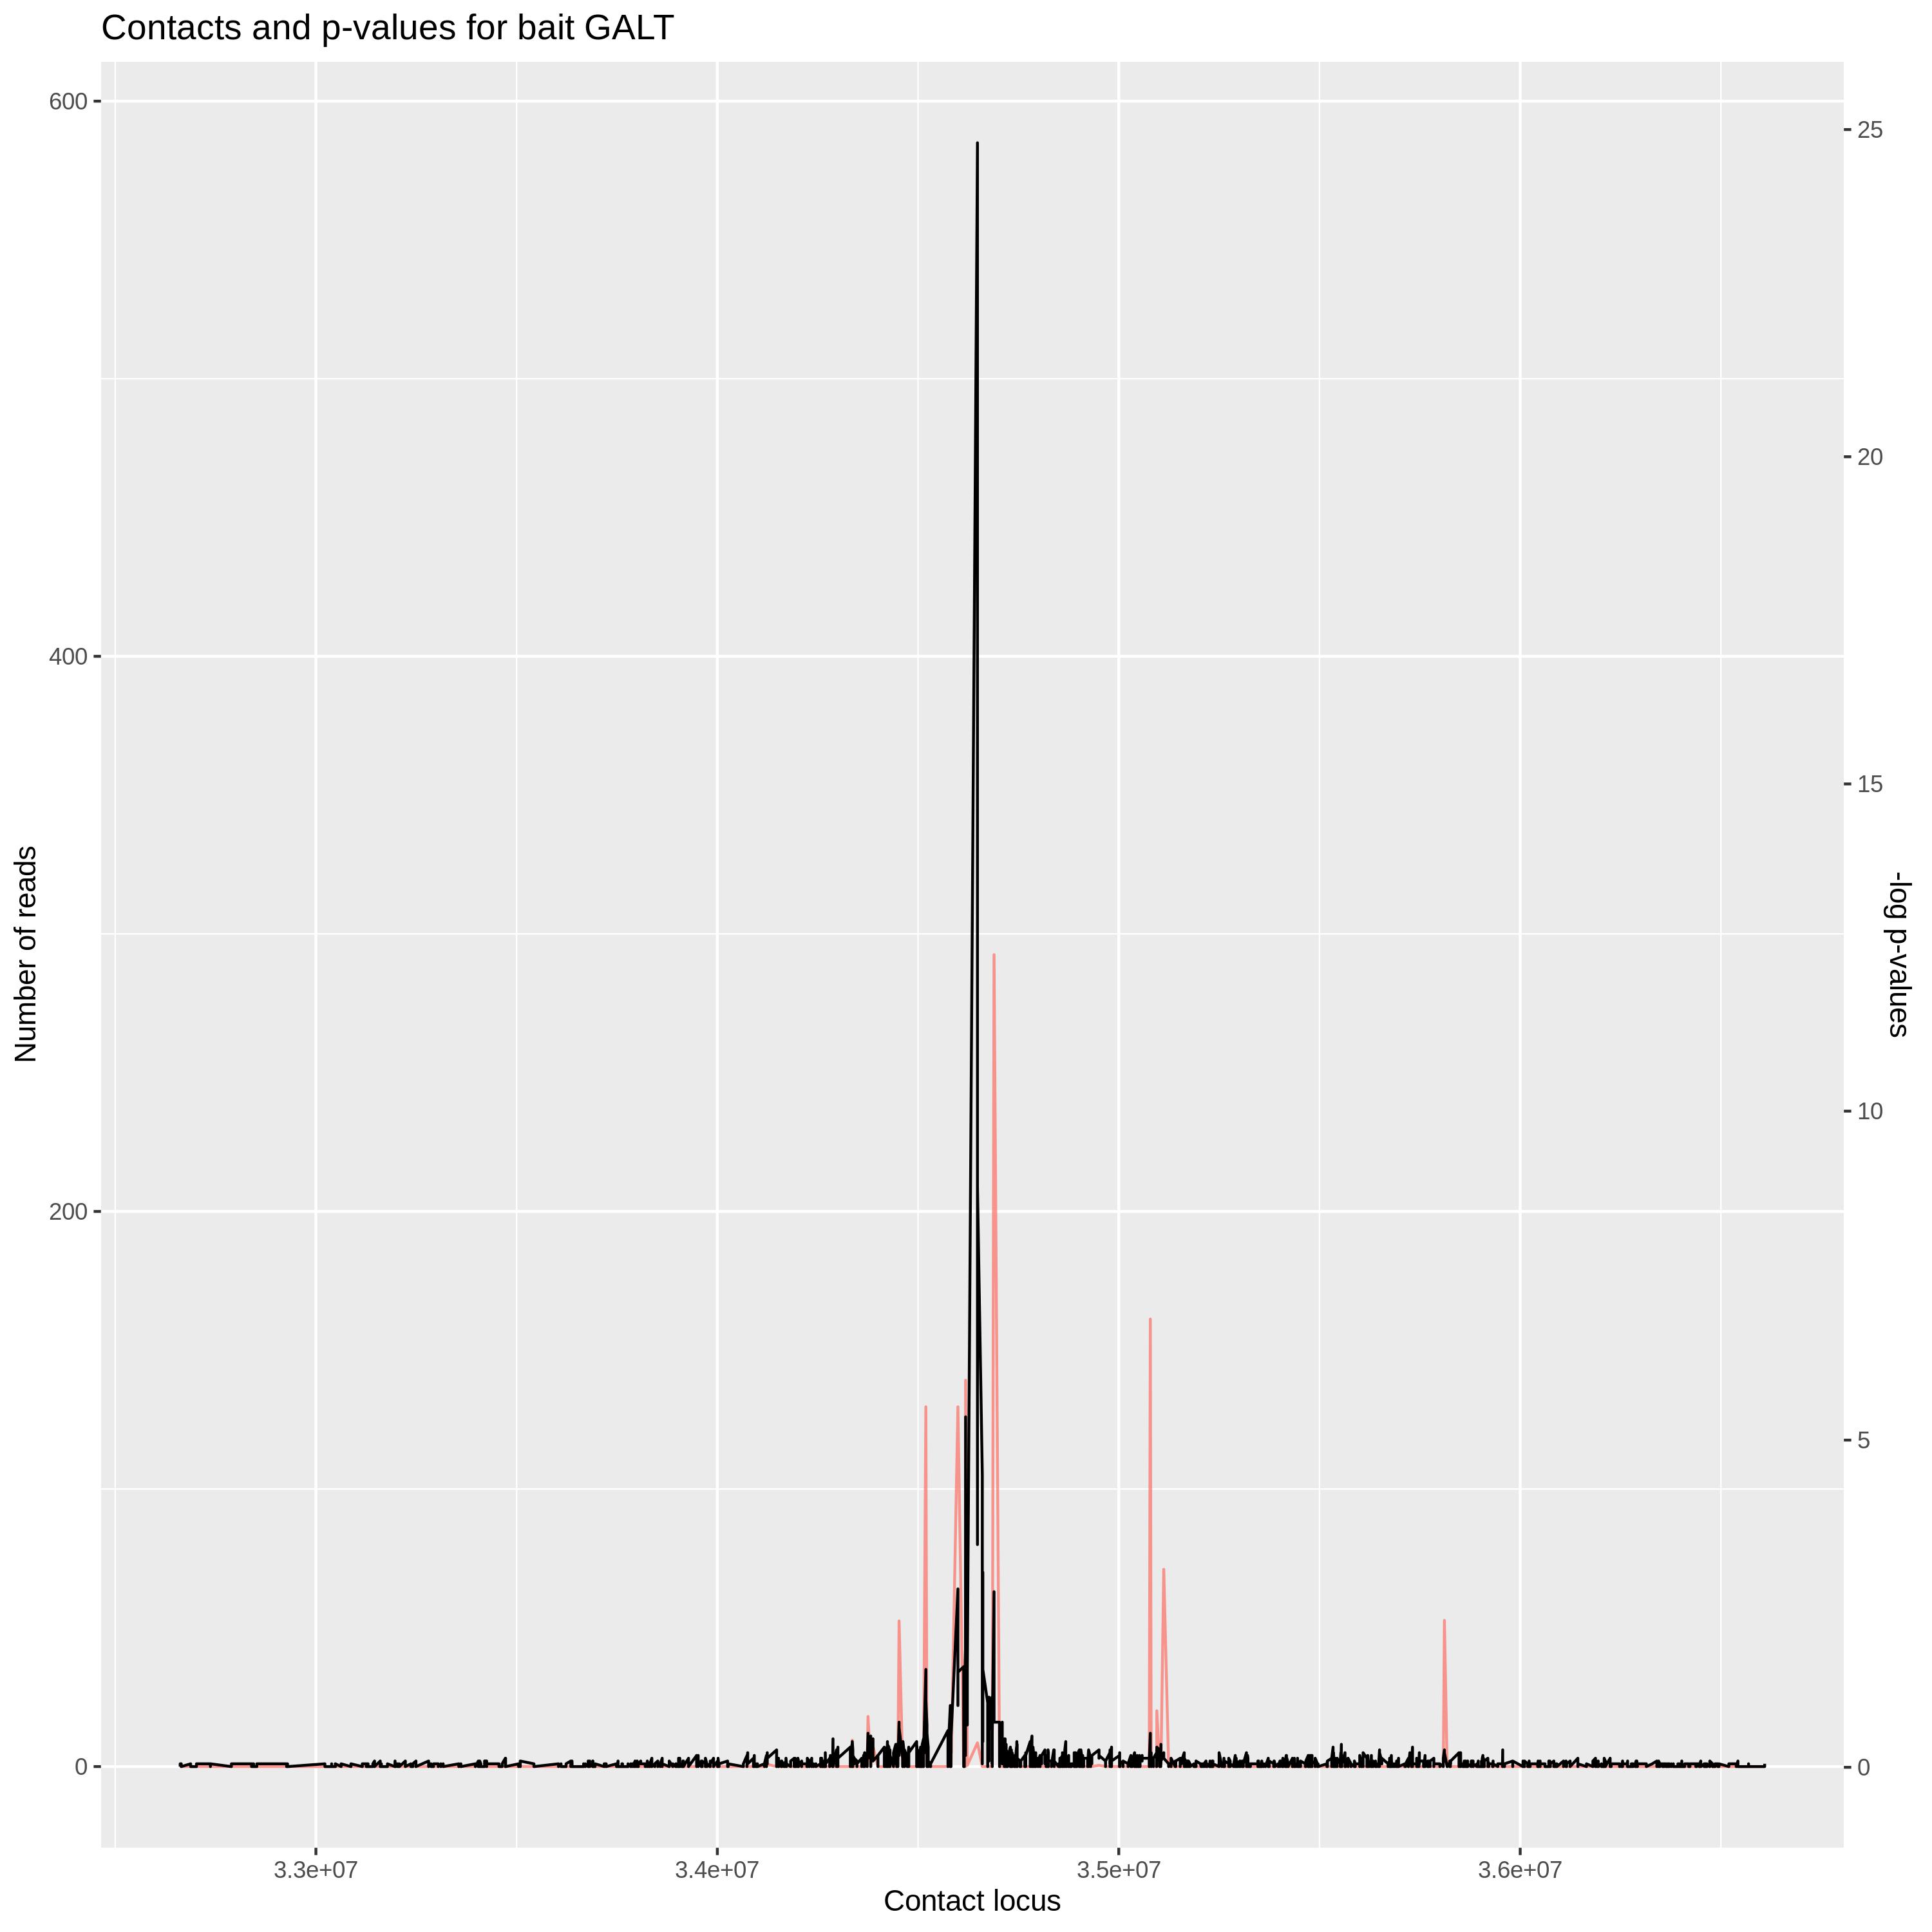 Contacts and p-values for bait GALT
600
400
200
0
Number of reads
25
20
15
10
5
0
-log p-values
3.3e+07
3.4e+07
3.5e+07
3.6e+07
Contact locus